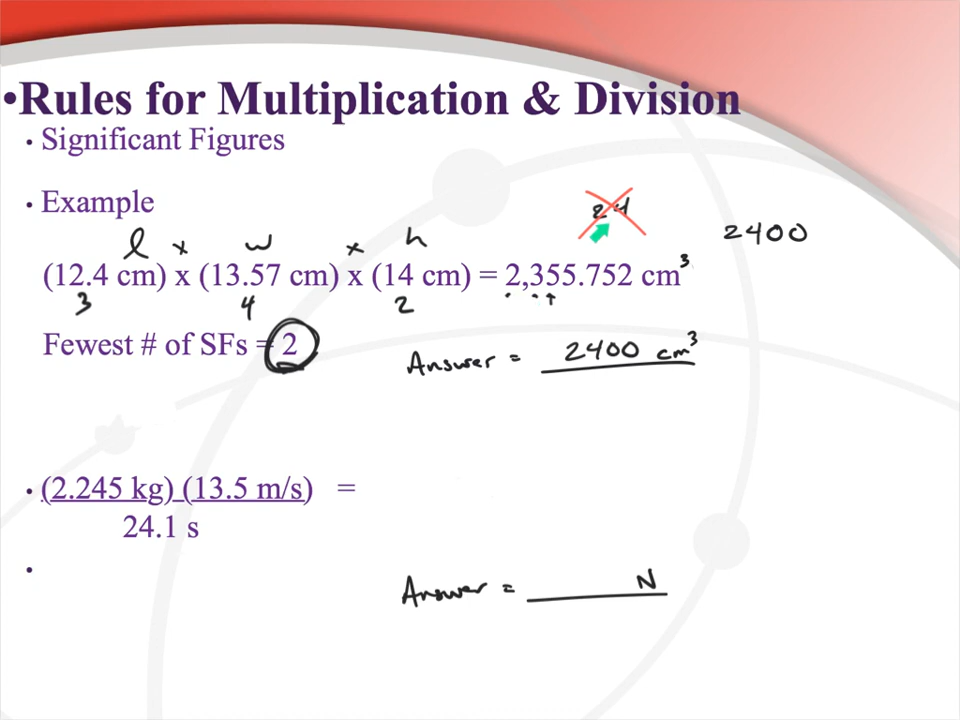 •Rules for Multiplication & Division
• Significant Figures
• Example
24
2400
l x w x h
(12.4 cm) x (13.57 cm) x (14 cm) = 2,355.752 cm³
3 4 2
Fewest # of SFs = 2
Answer = 2400 cm³
• (2.245 kg) (13.5 m/s) =
24.1 s
•
Answer = ______ N